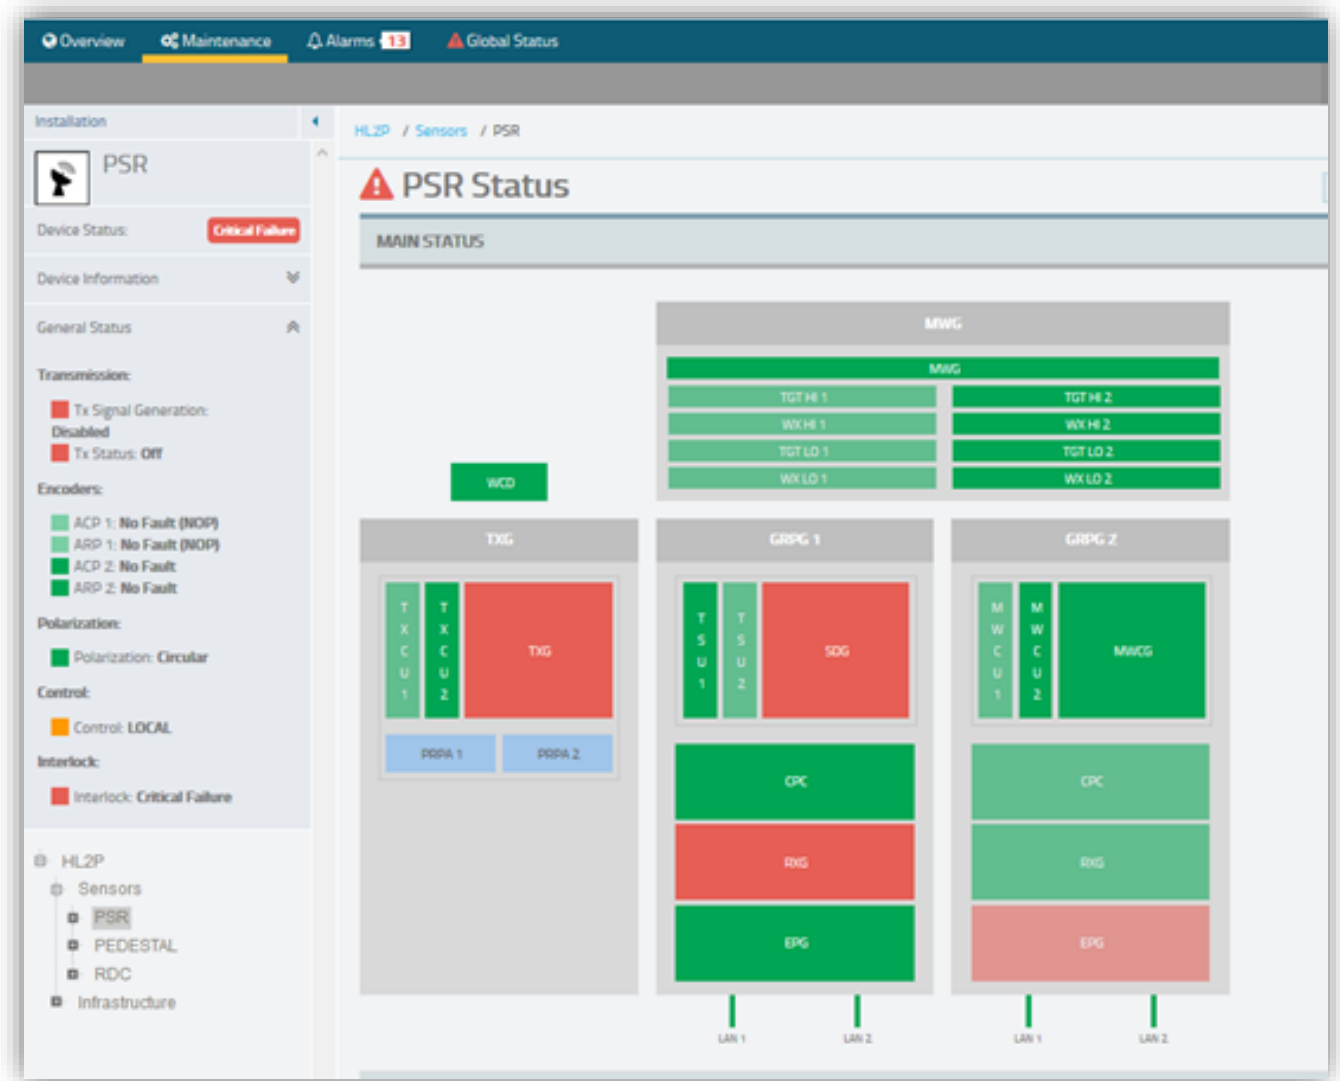 Overview Maintenance Alarms 13 Global Status
Installation
PSR
Device Status: Critical Failure
Device Information
General Status
Transmission:
Tx Signal Generation:
Disabled
Tx Status: Off
Encoders:
ACP 1: No Fault (NOP)
ARP 1: No Fault (NOP)
ACP 2: No Fault
ARP 2: No Fault
Polarization:
Polarization: Circular
Control:
Control: LOCAL
Interlock:
Interlock: Critical Failure
HL2P
Sensors
PSR
PEDESTAL
RDC
Infrastructure
HL2P / Sensors / PSR
PSR Status
MAIN STATUS
MWG
MWG
TGT HI 1 TGT HI 2
WX HI 1 WX HI 2
TGT LO 1 TGT LO 2
WX LO 1 WX LO 2
WCD
TXG
TXCU1
TXCU2
TXG
PRPA 1 PRPA 2
GRPG 1
TSU1
TSU2
SDG
CPC
RXG
EPG
LAN 1 LAN 2
GRPG 2
MWCU1
MWCU2
MWCG
CPC
RXG
EPG
LAN 1 LAN 2